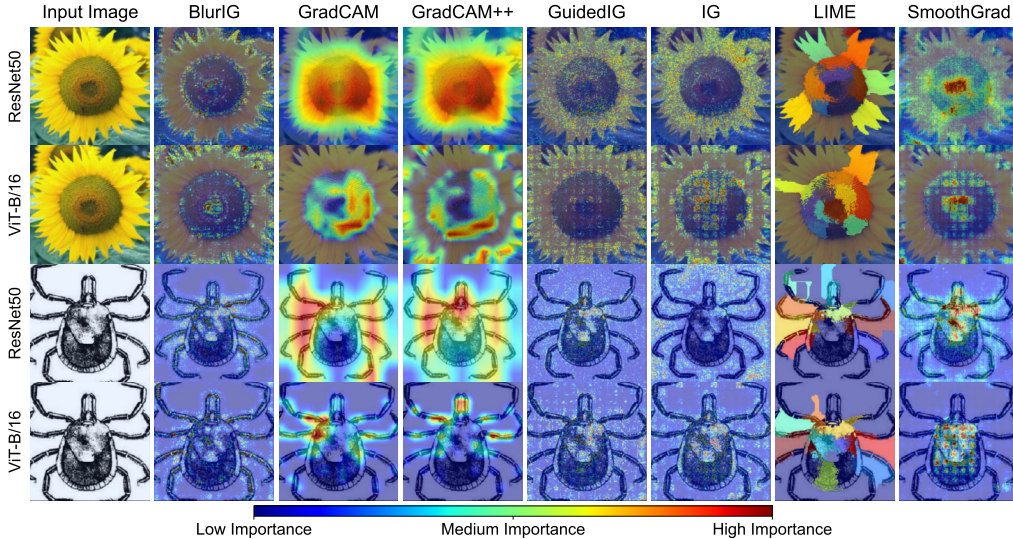 Input Image BlurIG GradCAM GradCAM++ GuidedIG IG LIME SmoothGrad
ResNet50
ViT-B/16
ResNet50
ViT-B/16
Low Importance Medium Importance High Importance